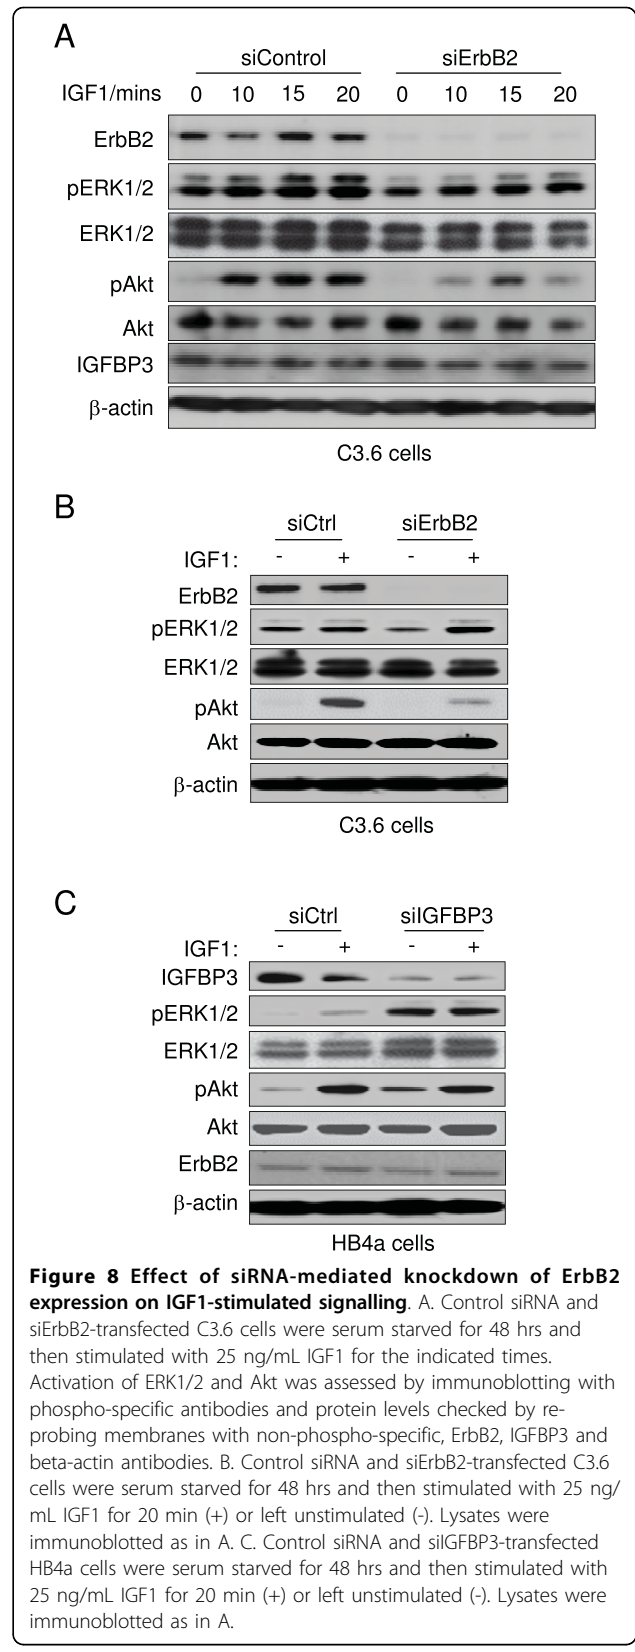 A
siControl siErbB2
IGF1/mins 0 10 15 20 0 10 15 20
ErbB2
pERK1/2
ERK1/2
pAkt
Akt
IGFBP3
β-actin
C3.6 cells
B
siCtrl siErbB2
IGF1: - + - +
ErbB2
pERK1/2
ERK1/2
pAkt
Akt
β-actin
C3.6 cells
C
siCtrl siIGFBP3
IGF1: - + - +
IGFBP3
pERK1/2
ERK1/2
pAkt
Akt
ErbB2
β-actin
HB4a cells
Figure 8 Effect of siRNA-mediated knockdown of ErbB2
expression on IGF1-stimulated signalling. A. Control siRNA and
siErbB2-transfected C3.6 cells were serum starved for 48 hrs and
then stimulated with 25 ng/mL IGF1 for the indicated times.
Activation of ERK1/2 and Akt was assessed by immunoblotting with
phospho-specific antibodies and protein levels checked by re-
probing membranes with non-phospho-specific, ErbB2, IGFBP3 and
beta-actin antibodies. B. Control siRNA and siErbB2-transfected C3.6
cells were serum starved for 48 hrs and then stimulated with 25 ng/
mL IGF1 for 20 min (+) or left unstimulated (-). Lysates were
immunoblotted as in A. C. Control siRNA and siIGFBP3-transfected
HB4a cells were serum starved for 48 hrs and then stimulated with
25 ng/mL IGF1 for 20 min (+) or left unstimulated (-). Lysates were
immunoblotted as in A.